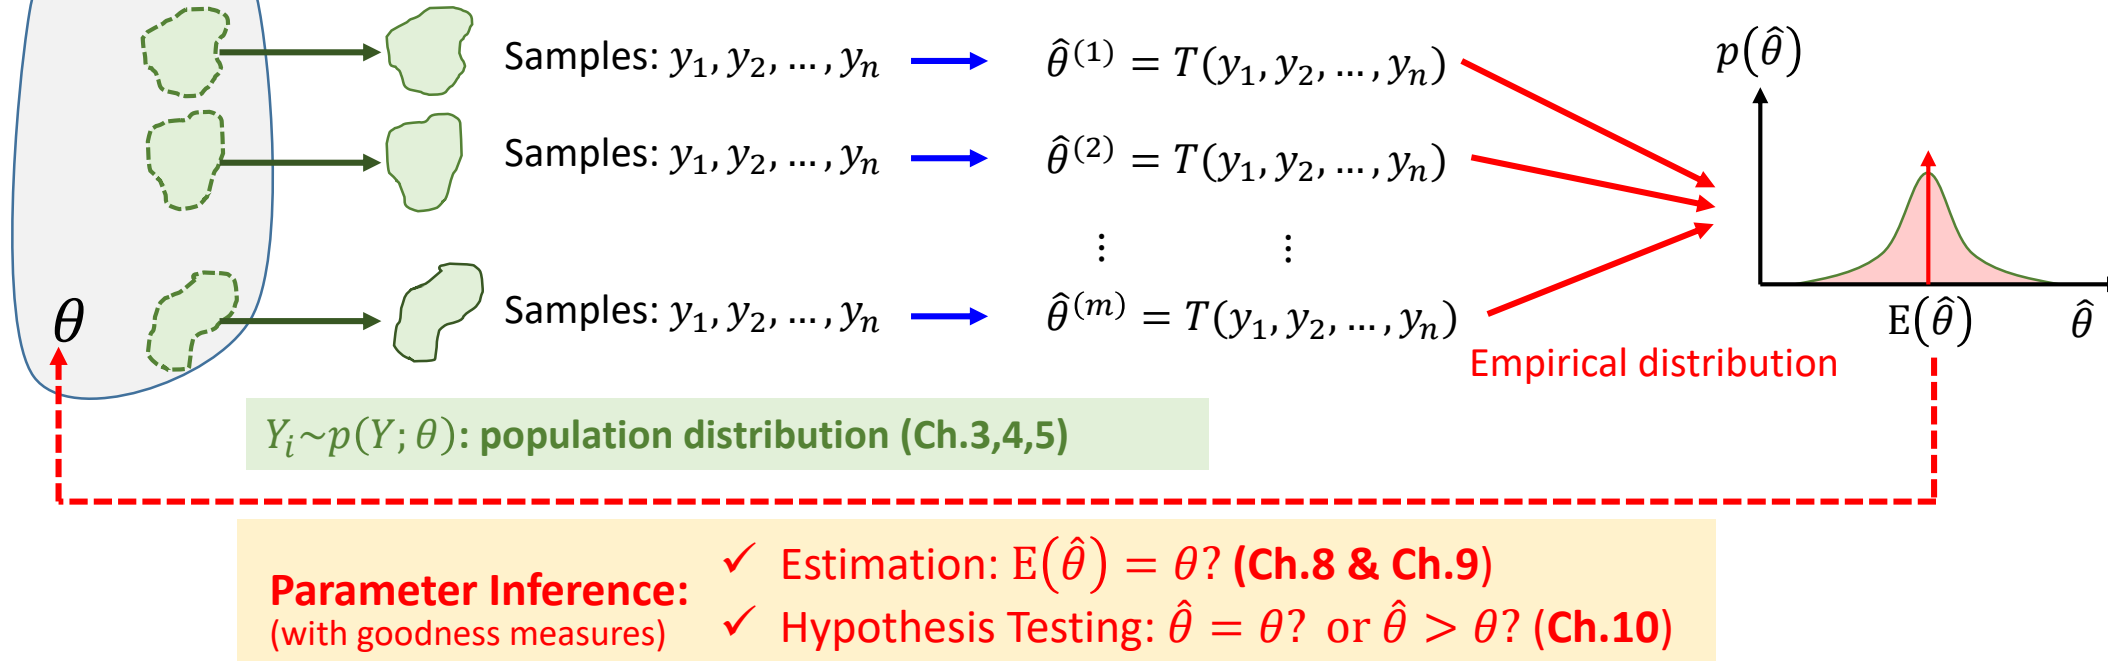 Samples: y₁, y₂, … , yₙ
θ̂⁽¹⁾ = T(y₁, y₂, … , yₙ)
p(θ̂)
Samples: y₁, y₂, … , yₙ
θ̂⁽²⁾ = T(y₁, y₂, … , yₙ)
⋮ ⋮
θ
Samples: y₁, y₂, … , yₙ
θ̂⁽ᵐ⁾ = T(y₁, y₂, … , yₙ)
E(θ̂)
θ̂
Empirical distribution
Yᵢ~p(Y; θ): population distribution (Ch.3,4,5)
Parameter Inference:
(with goodness measures)
✓ Estimation: E(θ̂) = θ? (Ch.8 & Ch.9)
✓ Hypothesis Testing: θ̂ = θ? or θ̂ > θ? (Ch.10)